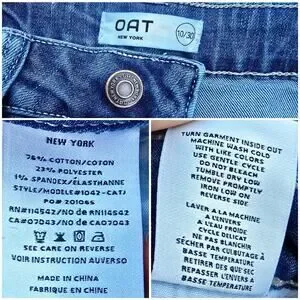 OAT
NEW YORK
10/30
NEW YORK
76% COTTON/COTON
23% POLYESTER
1% SPANDEX/ELASTHANNE
STYLE/MODELE#1042-CATJ
PO# 201065
RN#114542/NO de RN114542
CA#07043/NO de CA07043
SEE CARE ON REVERSE
VOIR INSTRUCTION AUVERSO
MADE IN CHINA
FABRIQUE EN CHINE
TURN GARMENT INSIDE OUT
MACHINE WASH COLD
WITH LIKE COLORS
USE GENTLE CYCLE
DO NOT BLEACH
TUMBLE DRY LOW
REMOVE PROMPTLY
IRON LOW ON
REVERSE SIDE
LAVER A LA MACHINE
A L'ENVERS
A L'EAU FROIDE
CYCLE DELICAT
NE PAS BLANCHIR
SECHER PAR CULBUTAGE À
BASSE TEMPERATURE
RETIRER DES QUE SEC
REPASSER L'ENVERS À
BASSE TEMPERATURE